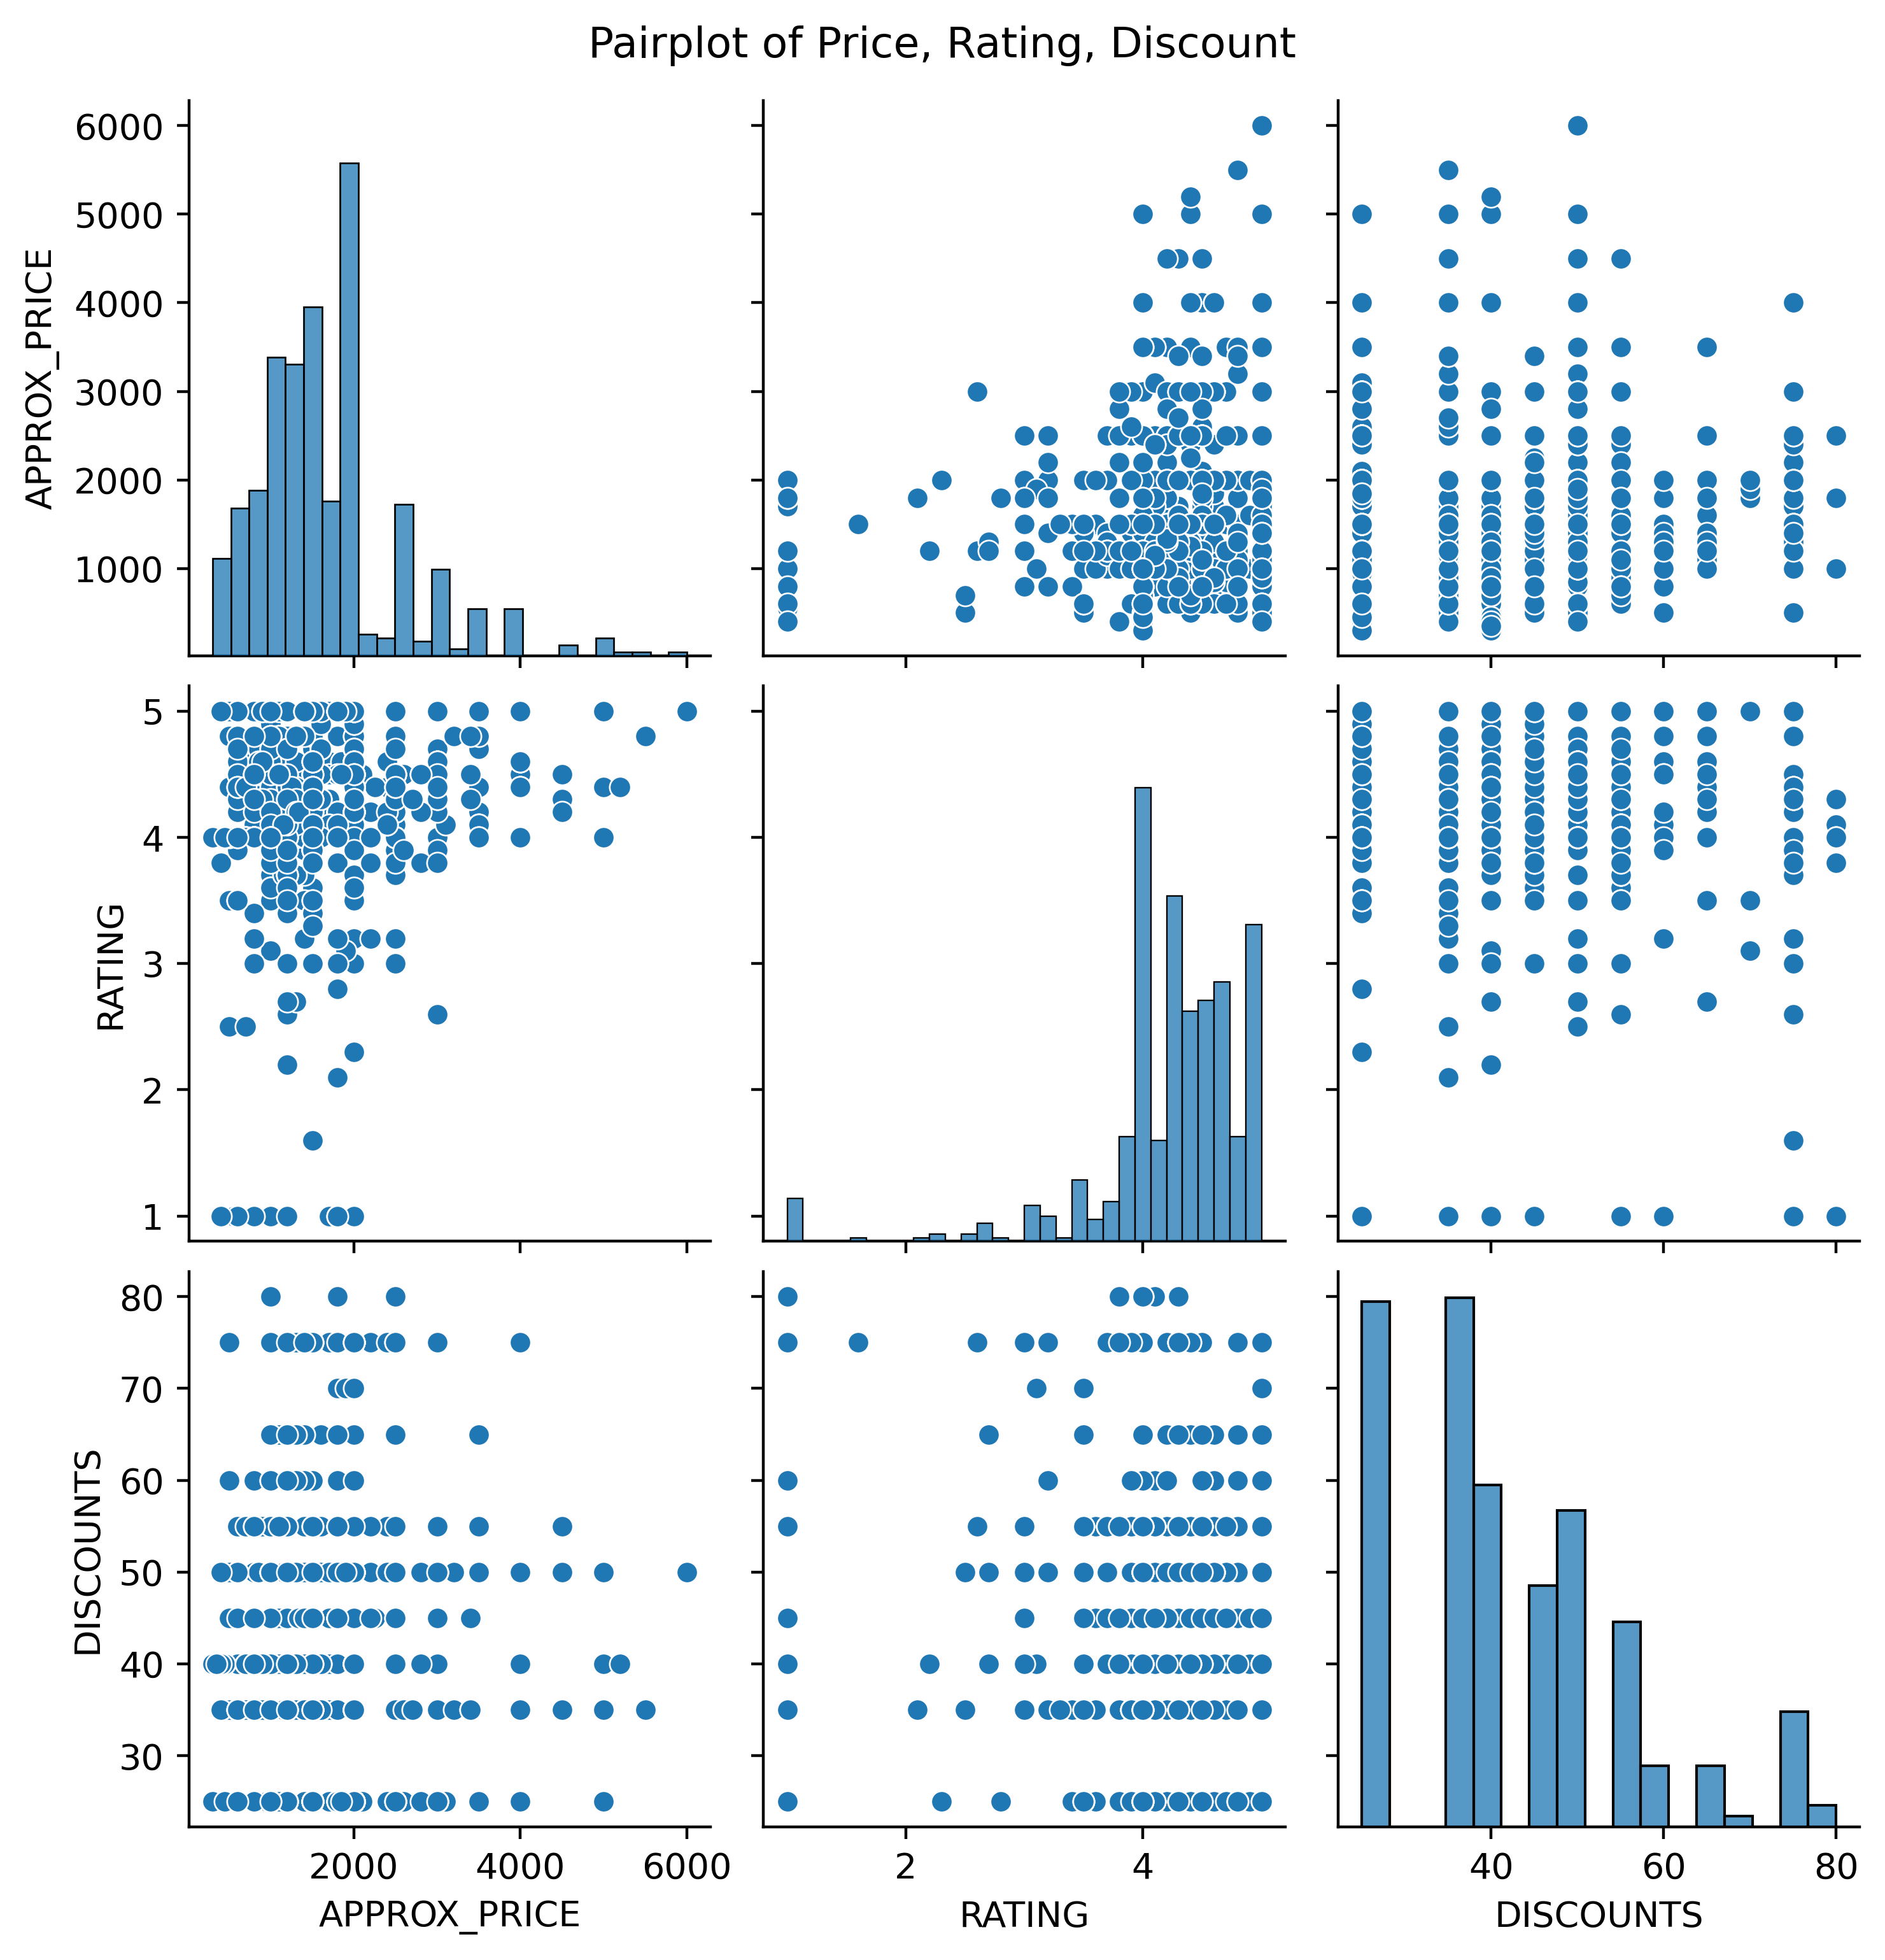 Pairplot of Price, Rating, Discount
6000
5000
4000
3000
2000
1000
APPROX_PRICE
5
4
3
2
1
RATING
80
70
60
50
40
30
DISCOUNTS
2000 4000 6000
2 4
40 60 80
APPROX_PRICE
RATING
DISCOUNTS